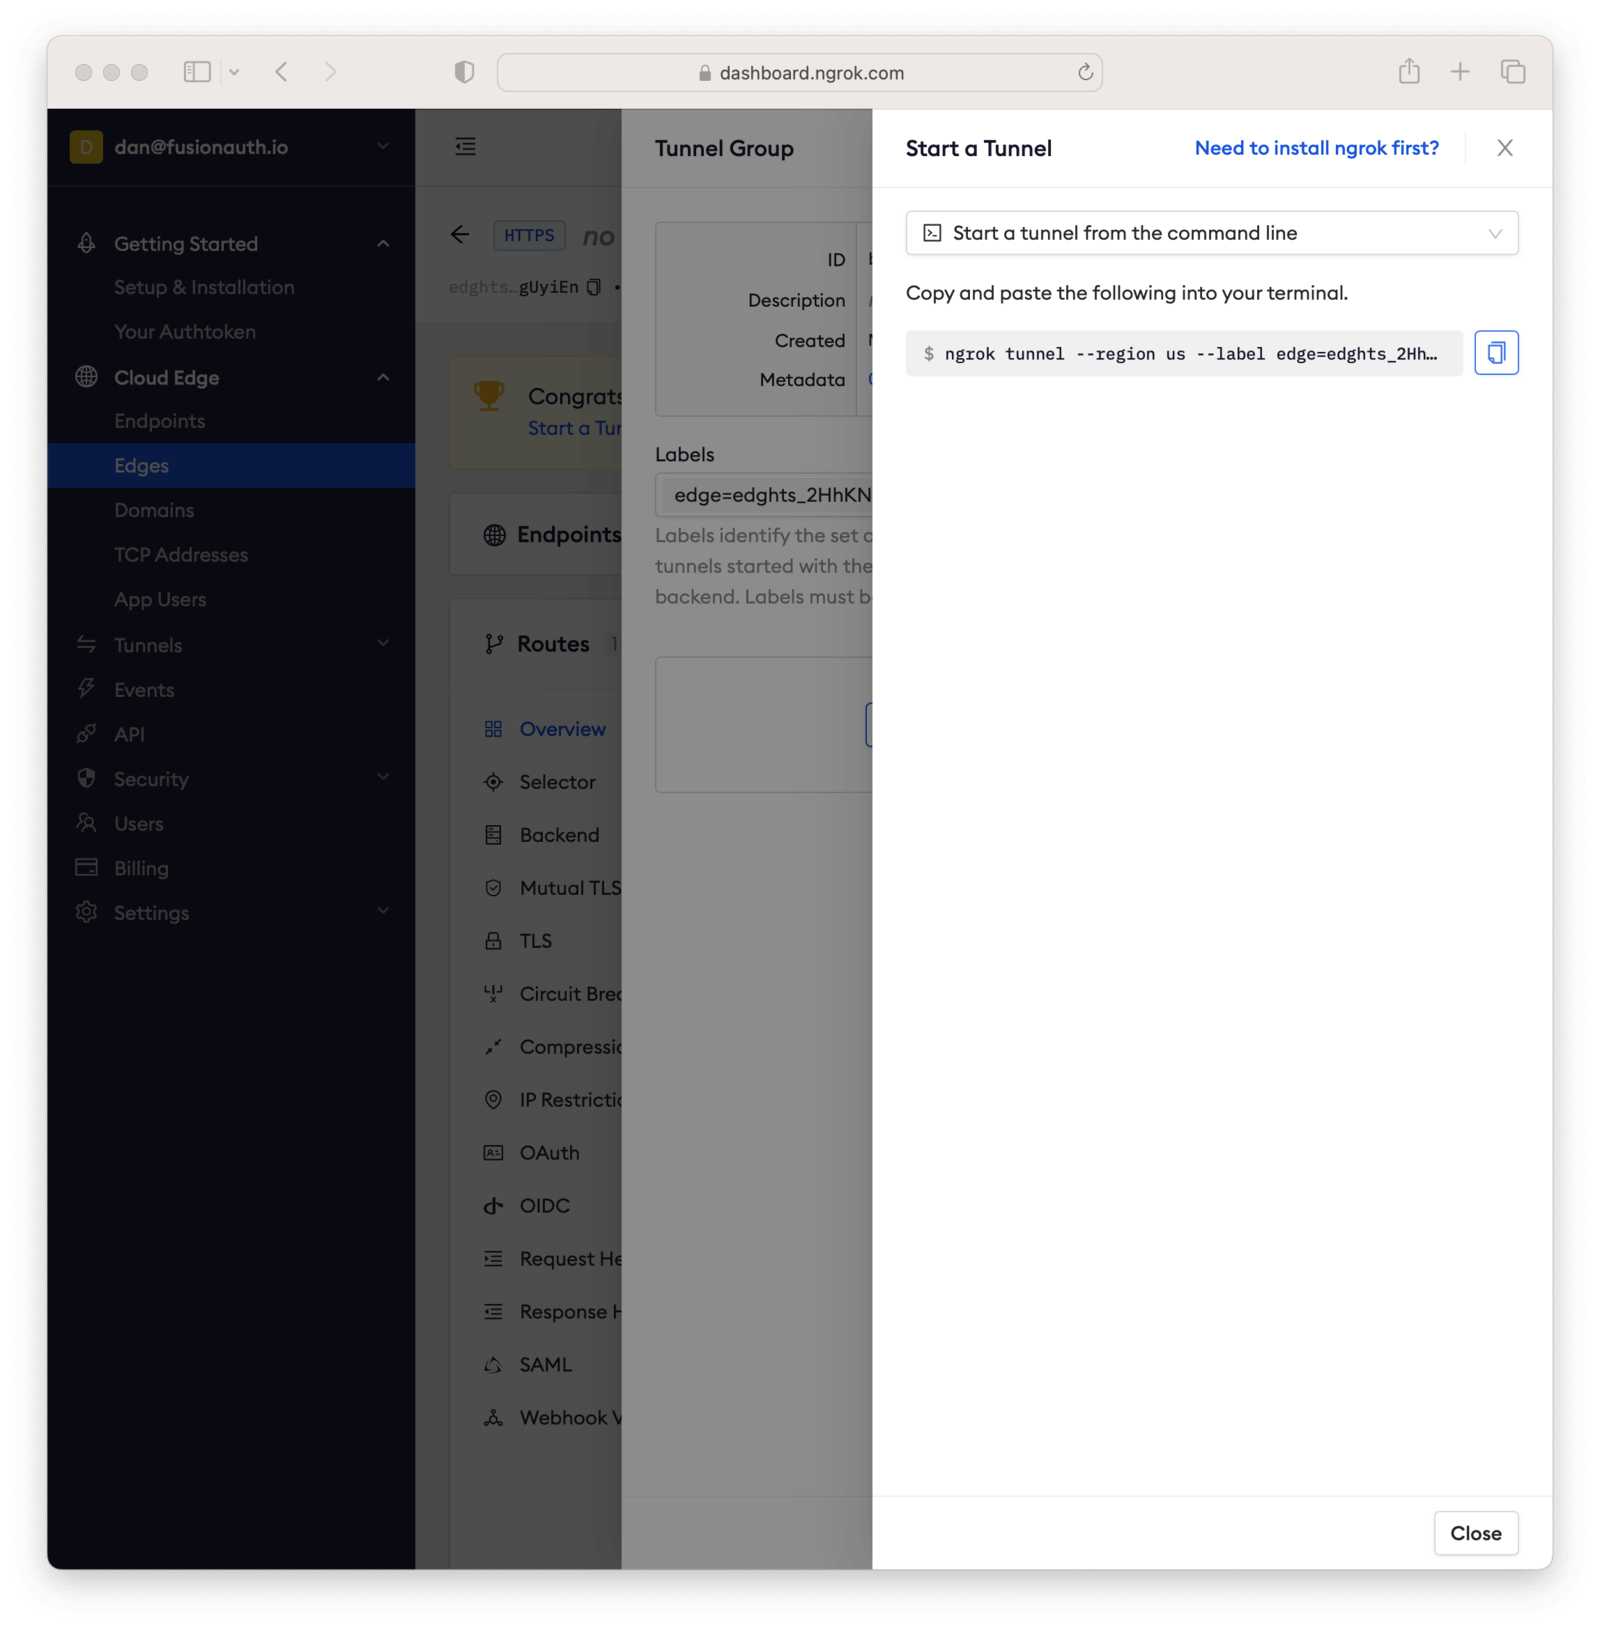 dashboard.ngrok.com
D dan@fusionauth.io
Getting Started
Setup & Installation
Your Authtoken
Cloud Edge
Endpoints
Edges
Domains
TCP Addresses
App Users
Tunnels
Events
API
Security
Users
Billing
Settings
HTTPS no
edghts…gUyiEn •
Congrats
Start a Tur
Endpoints
Routes 1
Overview
Selector
Backend
Mutual TLS
TLS
Circuit Brea
Compressio
IP Restrictio
OAuth
OIDC
Request He
Response H
SAML
Webhook V
Tunnel Group
ID
Description
Created
Metadata
Labels
edge=edghts_2HhKN
Labels identify the set o
tunnels started with the
backend. Labels must b
Start a Tunnel
Need to install ngrok first?
Start a tunnel from the command line
Copy and paste the following into your terminal.
$ ngrok tunnel --region us --label edge=edghts_2Hh…
Close